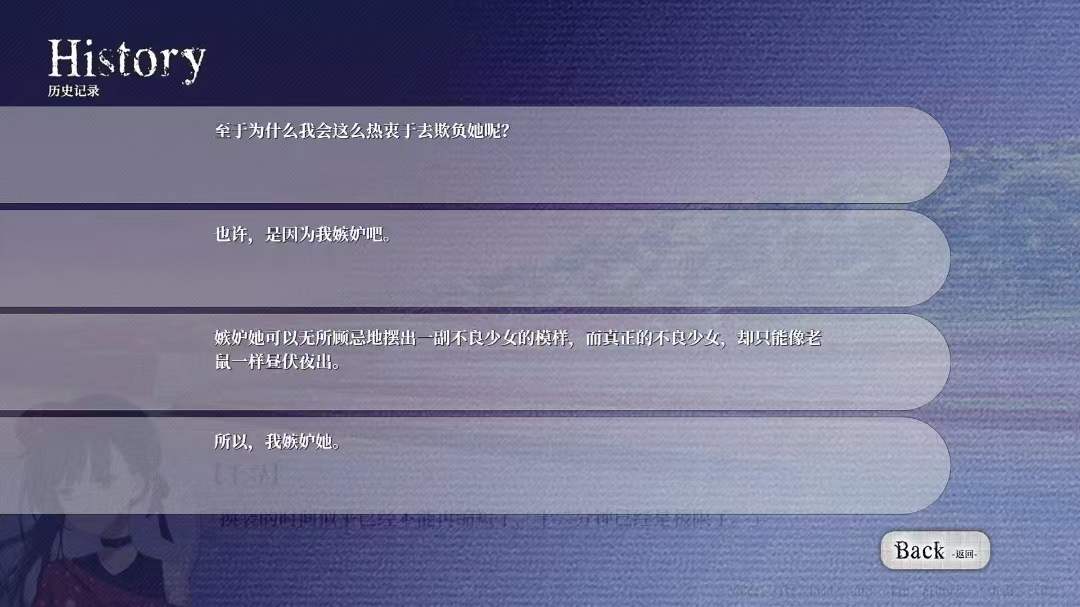 History
历史记录
至于为什么我会这么热衷于去欺负她呢？
也许，是因为我嫉妒吧。
嫉妒她可以无所顾忌地摆出一副不良少女的模样，而真正的不良少女，却只能像老
鼠一样昼伏夜出。
所以，我嫉妒她。
Back -返回-